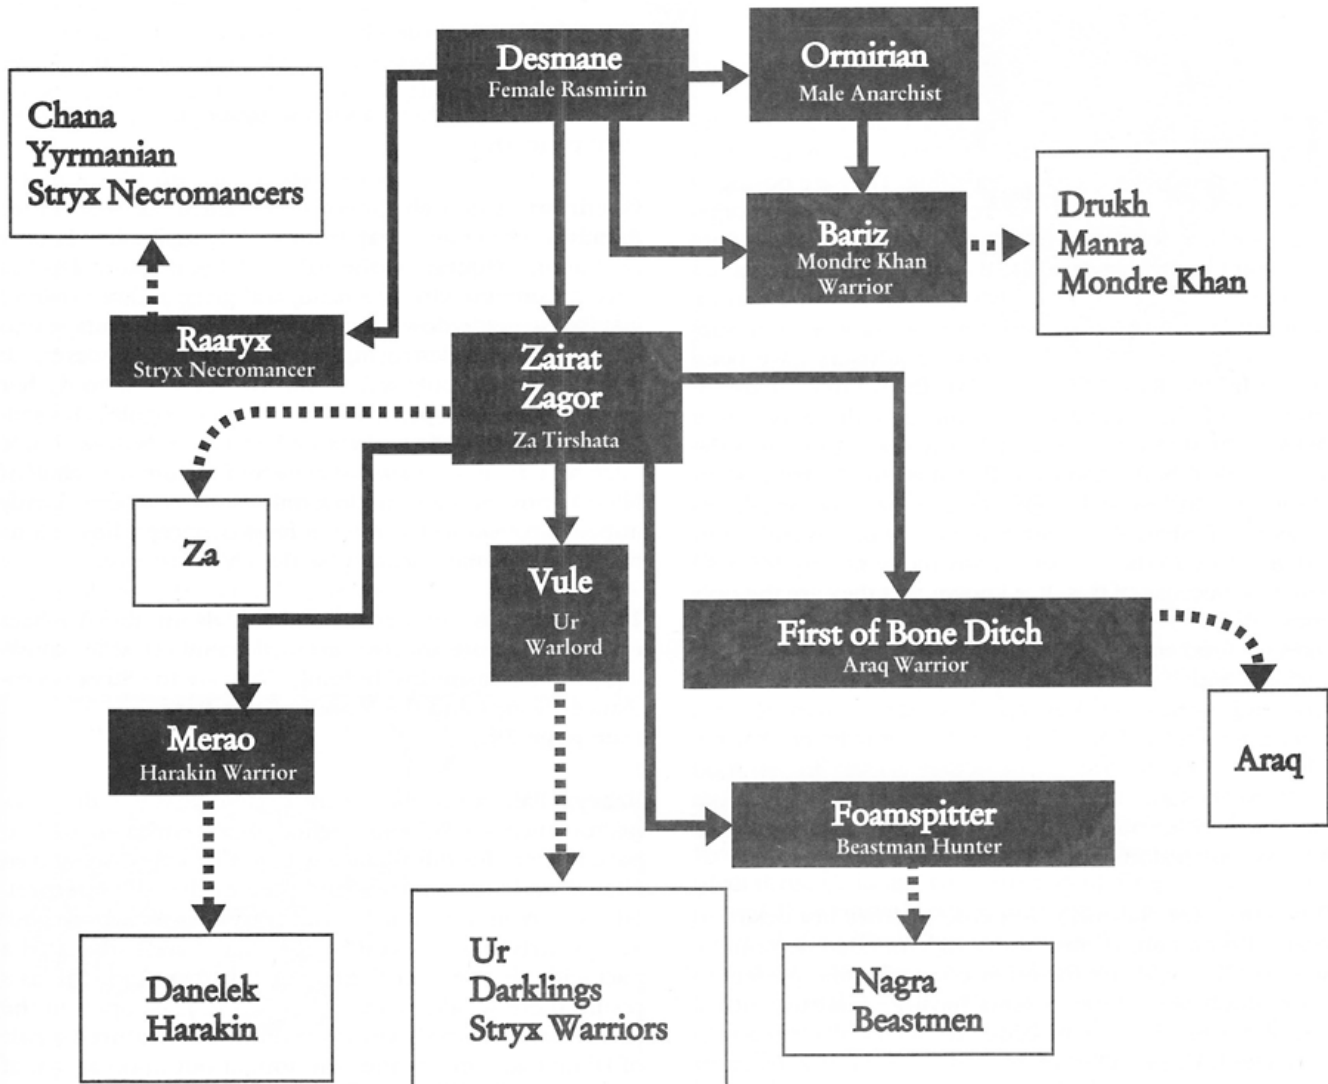 Desmane
Female Rasmirin
Ormirian
Male Anarchist
Chana
Yyrmanian
Stryx Necromancers
Bariz
Mondre Khan
Warrior
Drukh
Manra
Mondre Khan
Raaryx
Stryx Necromancer
Zairat
Zagor
Za Tirshata
Za
Vule
Ur
Warlord
First of Bone Ditch
Araq Warrior
Araq
Merao
Harakin Warrior
Foamspitter
Beastman Hunter
Danelek
Harakin
Ur
Darklings
Stryx Warriors
Nagra
Beastmen